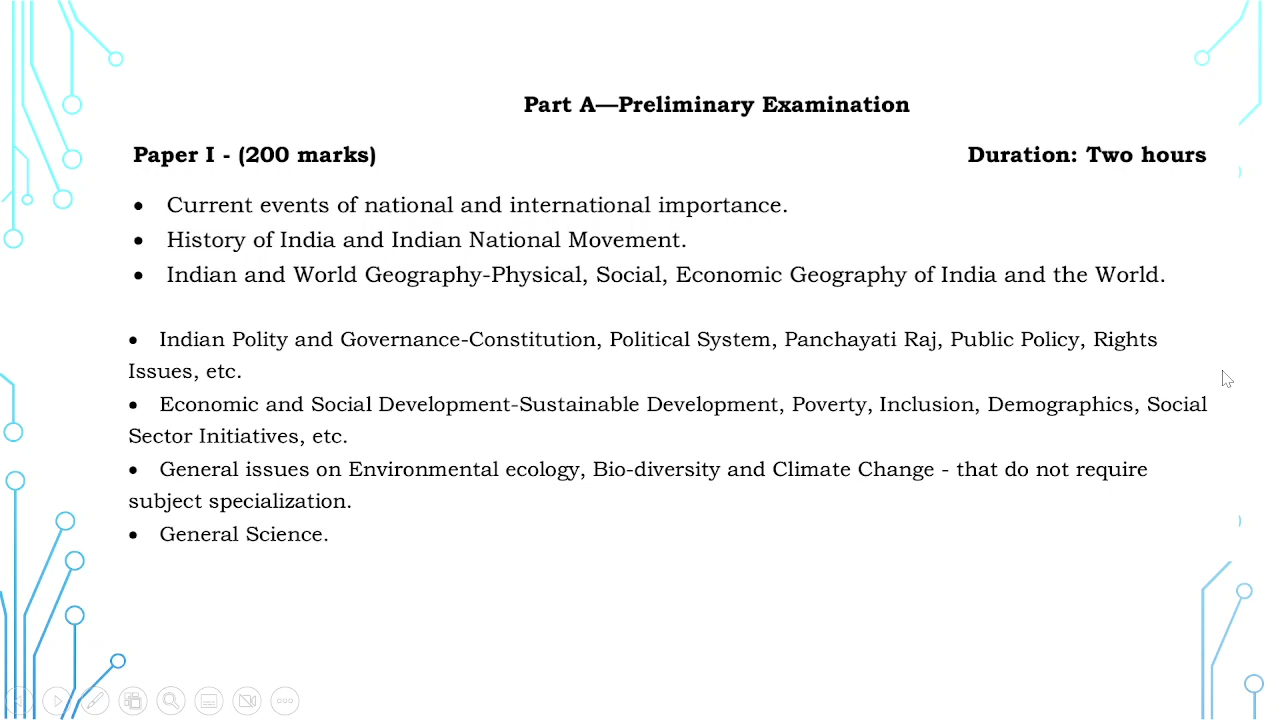 Part A—Preliminary Examination
Paper I - (200 marks) Duration: Two hours
• Current events of national and international importance.
• History of India and Indian National Movement.
• Indian and World Geography-Physical, Social, Economic Geography of India and the World.
• Indian Polity and Governance-Constitution, Political System, Panchayati Raj, Public Policy, Rights
Issues, etc.
• Economic and Social Development-Sustainable Development, Poverty, Inclusion, Demographics, Social
Sector Initiatives, etc.
• General issues on Environmental ecology, Bio-diversity and Climate Change - that do not require
subject specialization.
• General Science.